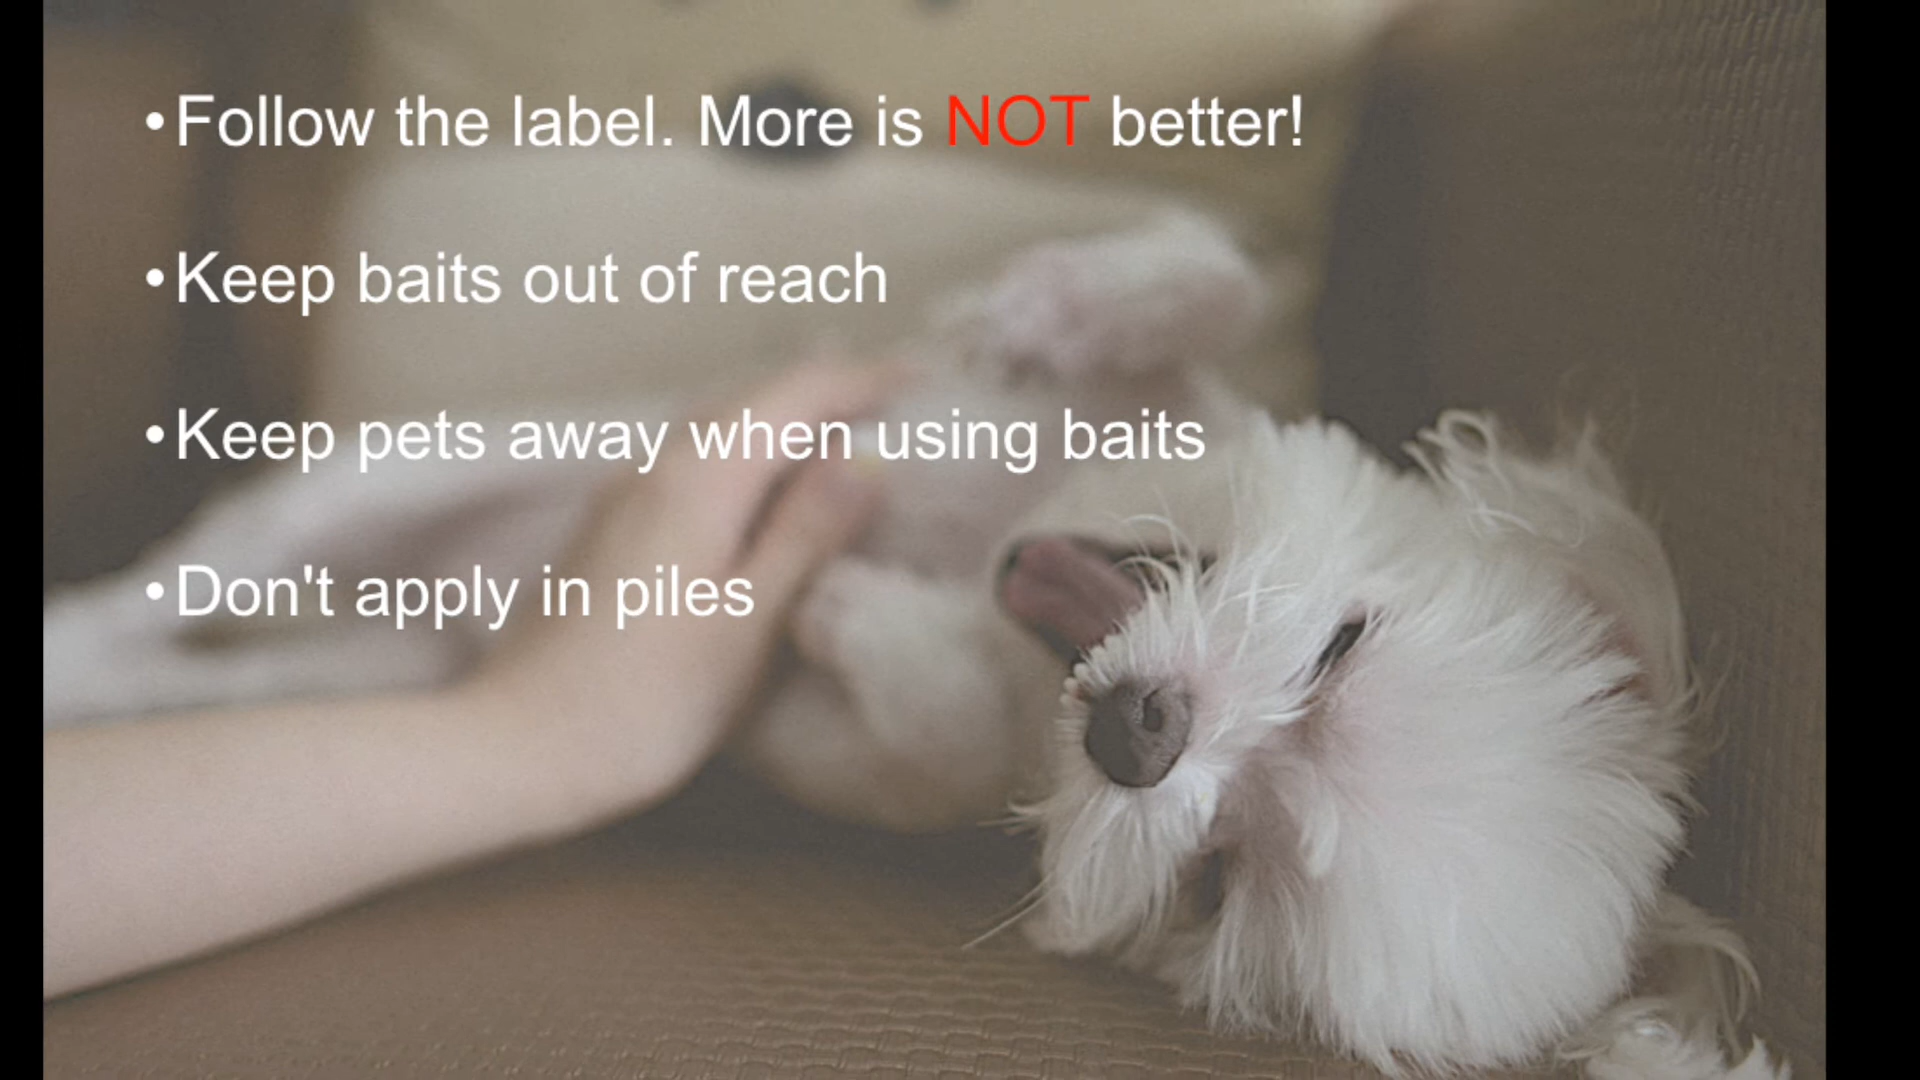 •Follow the label. More is NOT better!
•Keep baits out of reach
•Keep pets away when using baits
•Don't apply in piles